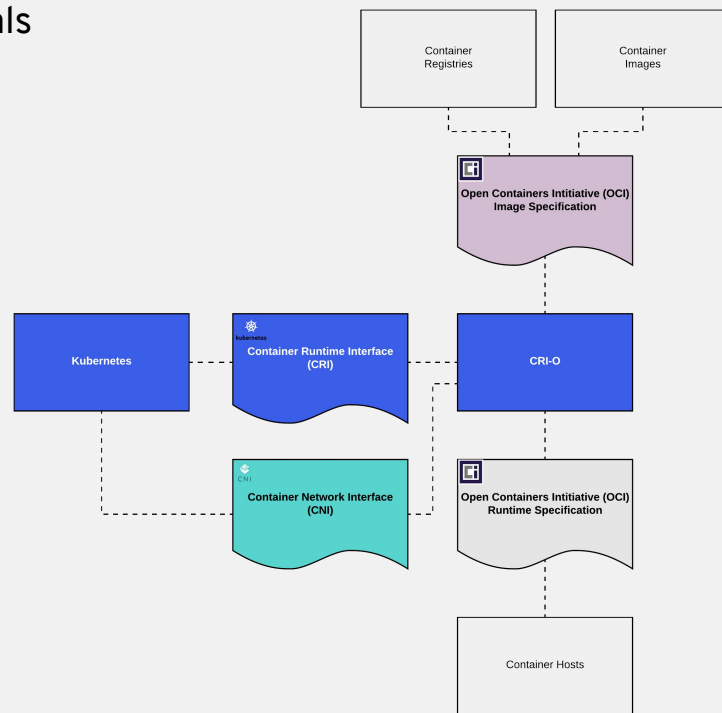 als
Container
Registries
Container
Images
Open Containers Intitiative (OCI)
Image Specification
Kubernetes
kubernetes
Container Runtime Interface
(CRI)
CRI-O
CNI
Container Network Interface
(CNI)
Open Containers Intitiative (OCI)
Runtime Specification
Container Hosts